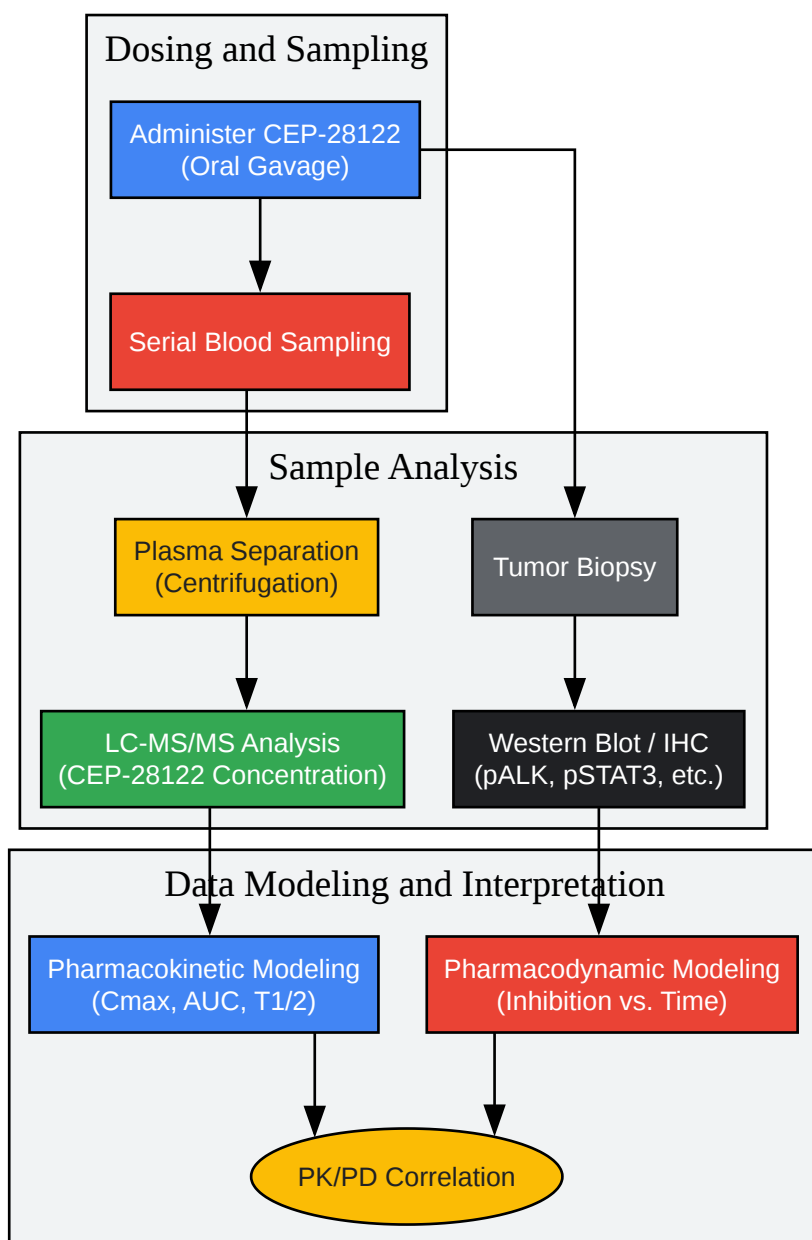 Dosing and Sampling
Administer CEP-28122
(Oral Gavage)
Serial Blood Sampling
Sample Analysis
Plasma Separation
(Centrifugation)
Tumor Biopsy
LC-MS/MS Analysis
(CEP-28122 Concentration)
Western Blot / IHC
(pALK, pSTAT3, etc.)
Data Modeling and Interpretation
Pharmacokinetic Modeling
(Cmax, AUC, T1/2)
Pharmacodynamic Modeling
(Inhibition vs. Time)
PK/PD Correlation